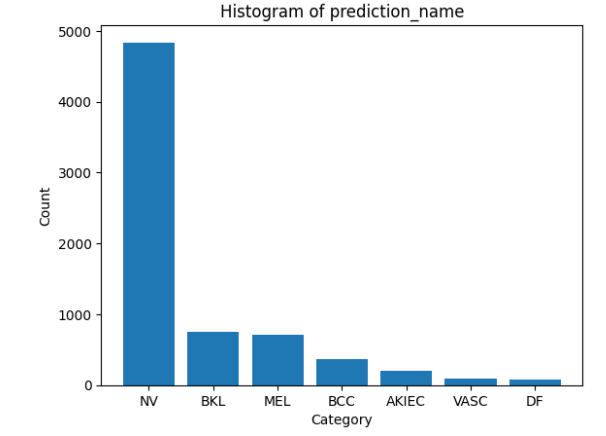 Histogram of prediction_name
5000
4000
3000
2000
1000
0
Count
NV BKL MEL BCC AKIEC VASC DF
Category